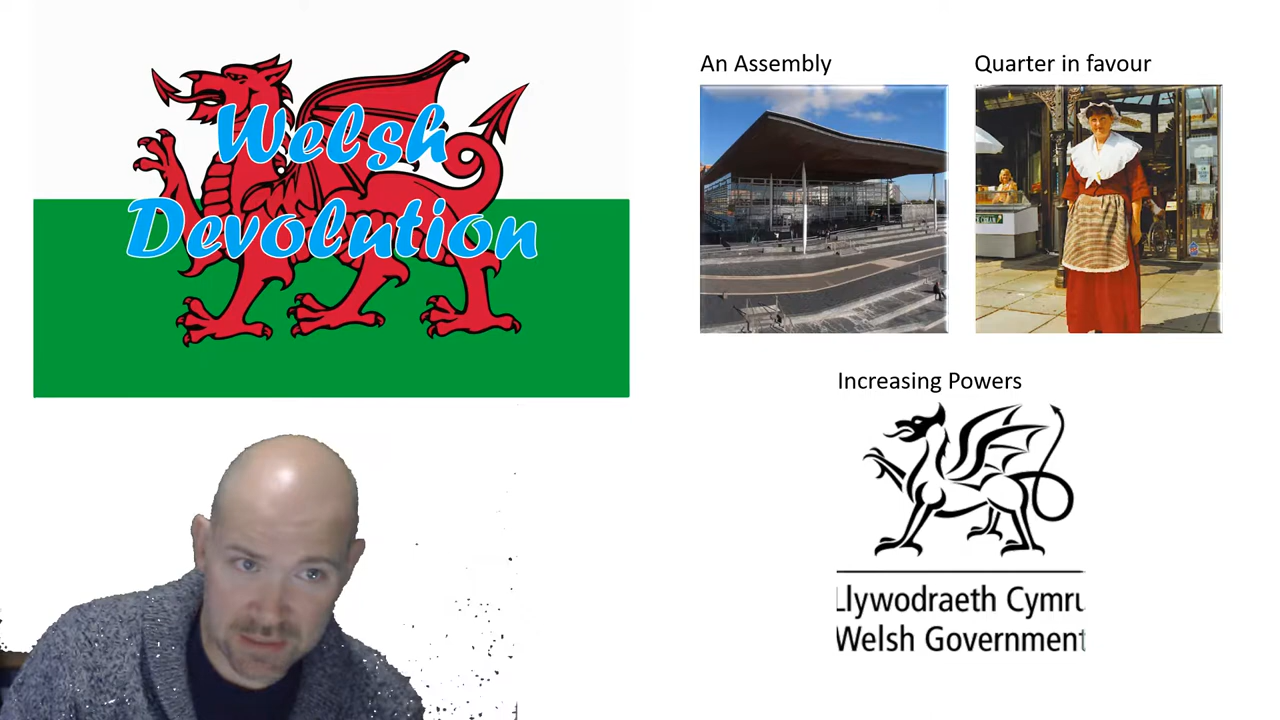 Welsh
Devolution
An Assembly
Quarter in favour
Increasing Powers
Llywodraeth Cymru
Welsh Government